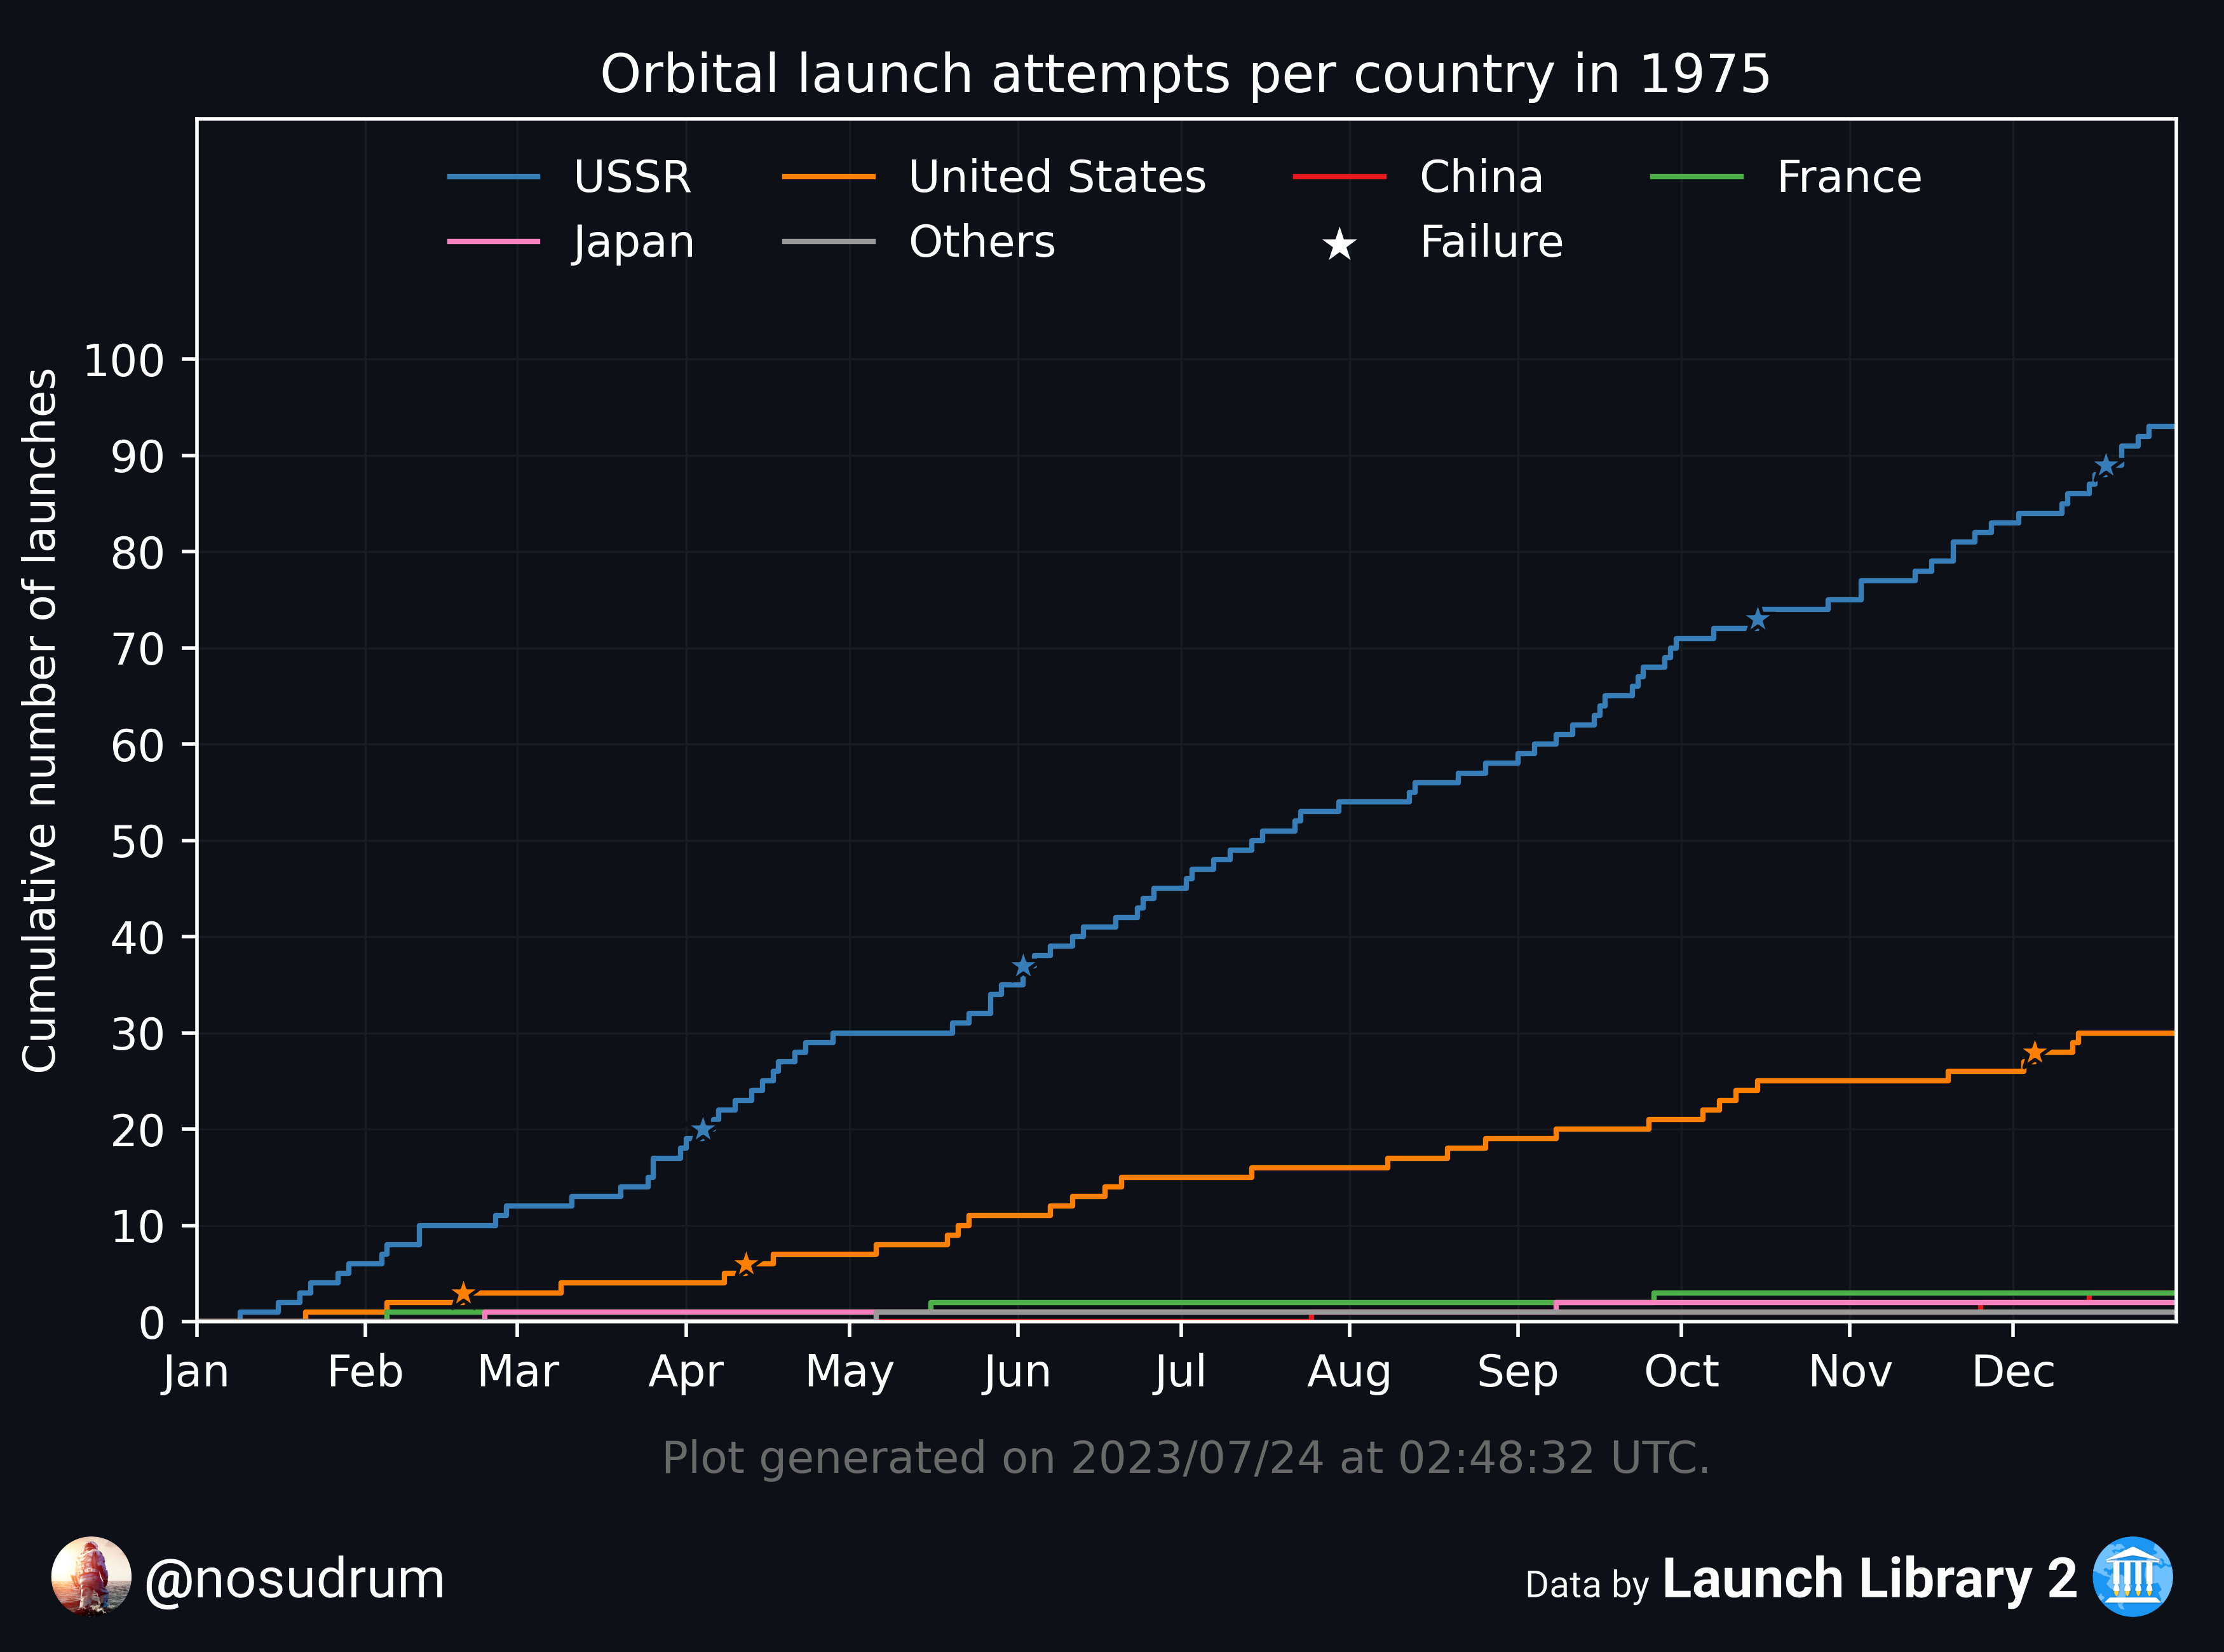 Orbital launch attempts per country in 1975
USSR United States China France
Japan Others Failure
Cumulative number of launches
100
90
80
70
60
50
40
30
20
10
0
Jan Feb Mar Apr May Jun Jul Aug Sep Oct Nov Dec
Plot generated on 2023/07/24 at 02:48:32 UTC.
@nosudrum
Data by Launch Library 2